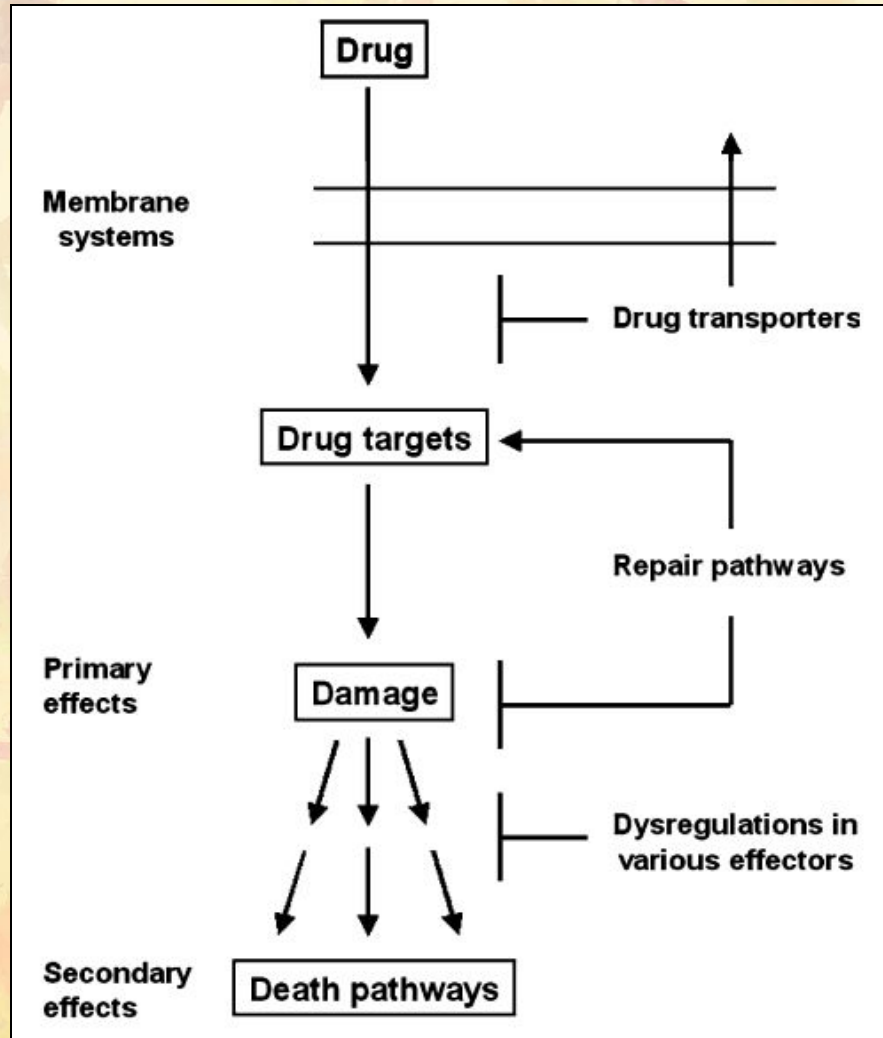 Drug
Membrane
systems
Drug transporters
Drug targets
Repair pathways
Primary
effects
Damage
Dysregulations in
various effectors
Secondary
effects
Death pathways